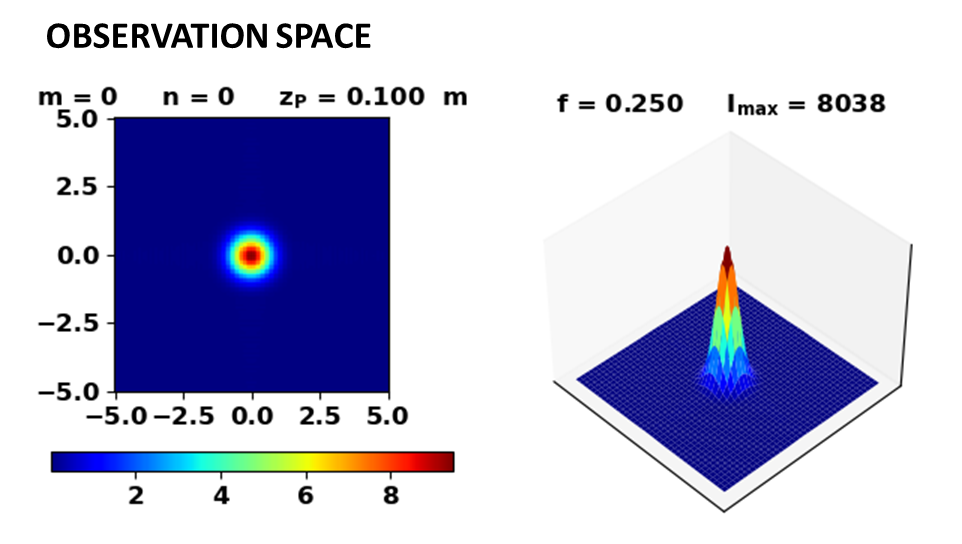 OBSERVATION SPACE
m = 0 n = 0 zP = 0.100 m
5.0
2.5
0.0
−2.5
−5.0
−5.0 −2.5 0.0 2.5 5.0
2 4 6 8
f = 0.250 Imax = 8038